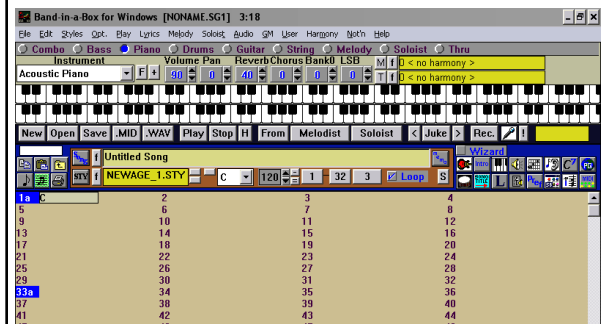 Band-in-a-Box for Windows [NONAME.SG1] 3:18
File Edit Styles Opt. Play Lyrics Melody Soloist Audio GM User Harmony Not'n Help
Combo Bass Piano Drums Guitar String Melody Soloist Thru
Instrument Volume Pan Reverb Chorus Bank0 LSB M f 0 < no harmony >
Acoustic Piano F + 90 0 40 0 0 0 T f 0 < no harmony >
New Open Save .MID .WAV Play Stop H From Melodist Soloist < Juke > Rec. !
Wizard
f Untitled Song Intro C7
STY f NEWAGE_1.STY C 120 1 - 32 3 Loop S L Pref
1a C 2 3 4
5 6 7 8
9 10 11 12
13 14 15 16
17 18 19 20
21 22 23 24
25 26 27 28
29 30 31 32
33a 34 35 36
37 38 39 40
41 42 43 44